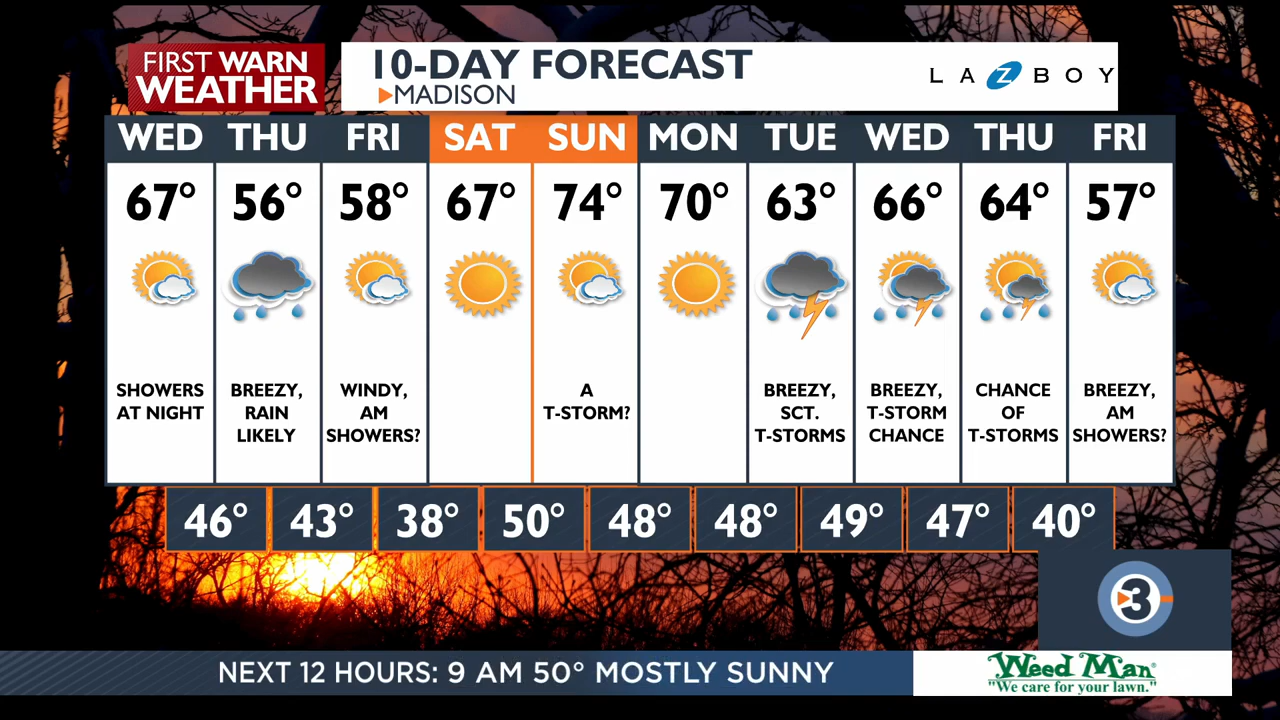 FIRST WARN
WEATHER
10-DAY FORECAST
MADISON
LA Z BOY
WED THU FRI SAT SUN MON TUE WED THU FRI
67° 56° 58° 67° 74° 70° 63° 66° 64° 57°
SHOWERS
AT NIGHT
BREEZY,
RAIN
LIKELY
WINDY,
AM
SHOWERS?
A
T-STORM?
BREEZY,
SCT.
T-STORMS
BREEZY,
T-STORM
CHANCE
CHANCE
OF
T-STORMS
BREEZY,
AM
SHOWERS?
46° 43° 38° 50° 48° 48° 49° 47° 40°
3
NEXT 12 HOURS: 9 AM 50° MOSTLY SUNNY
Weed Man®
"We care for your lawn."